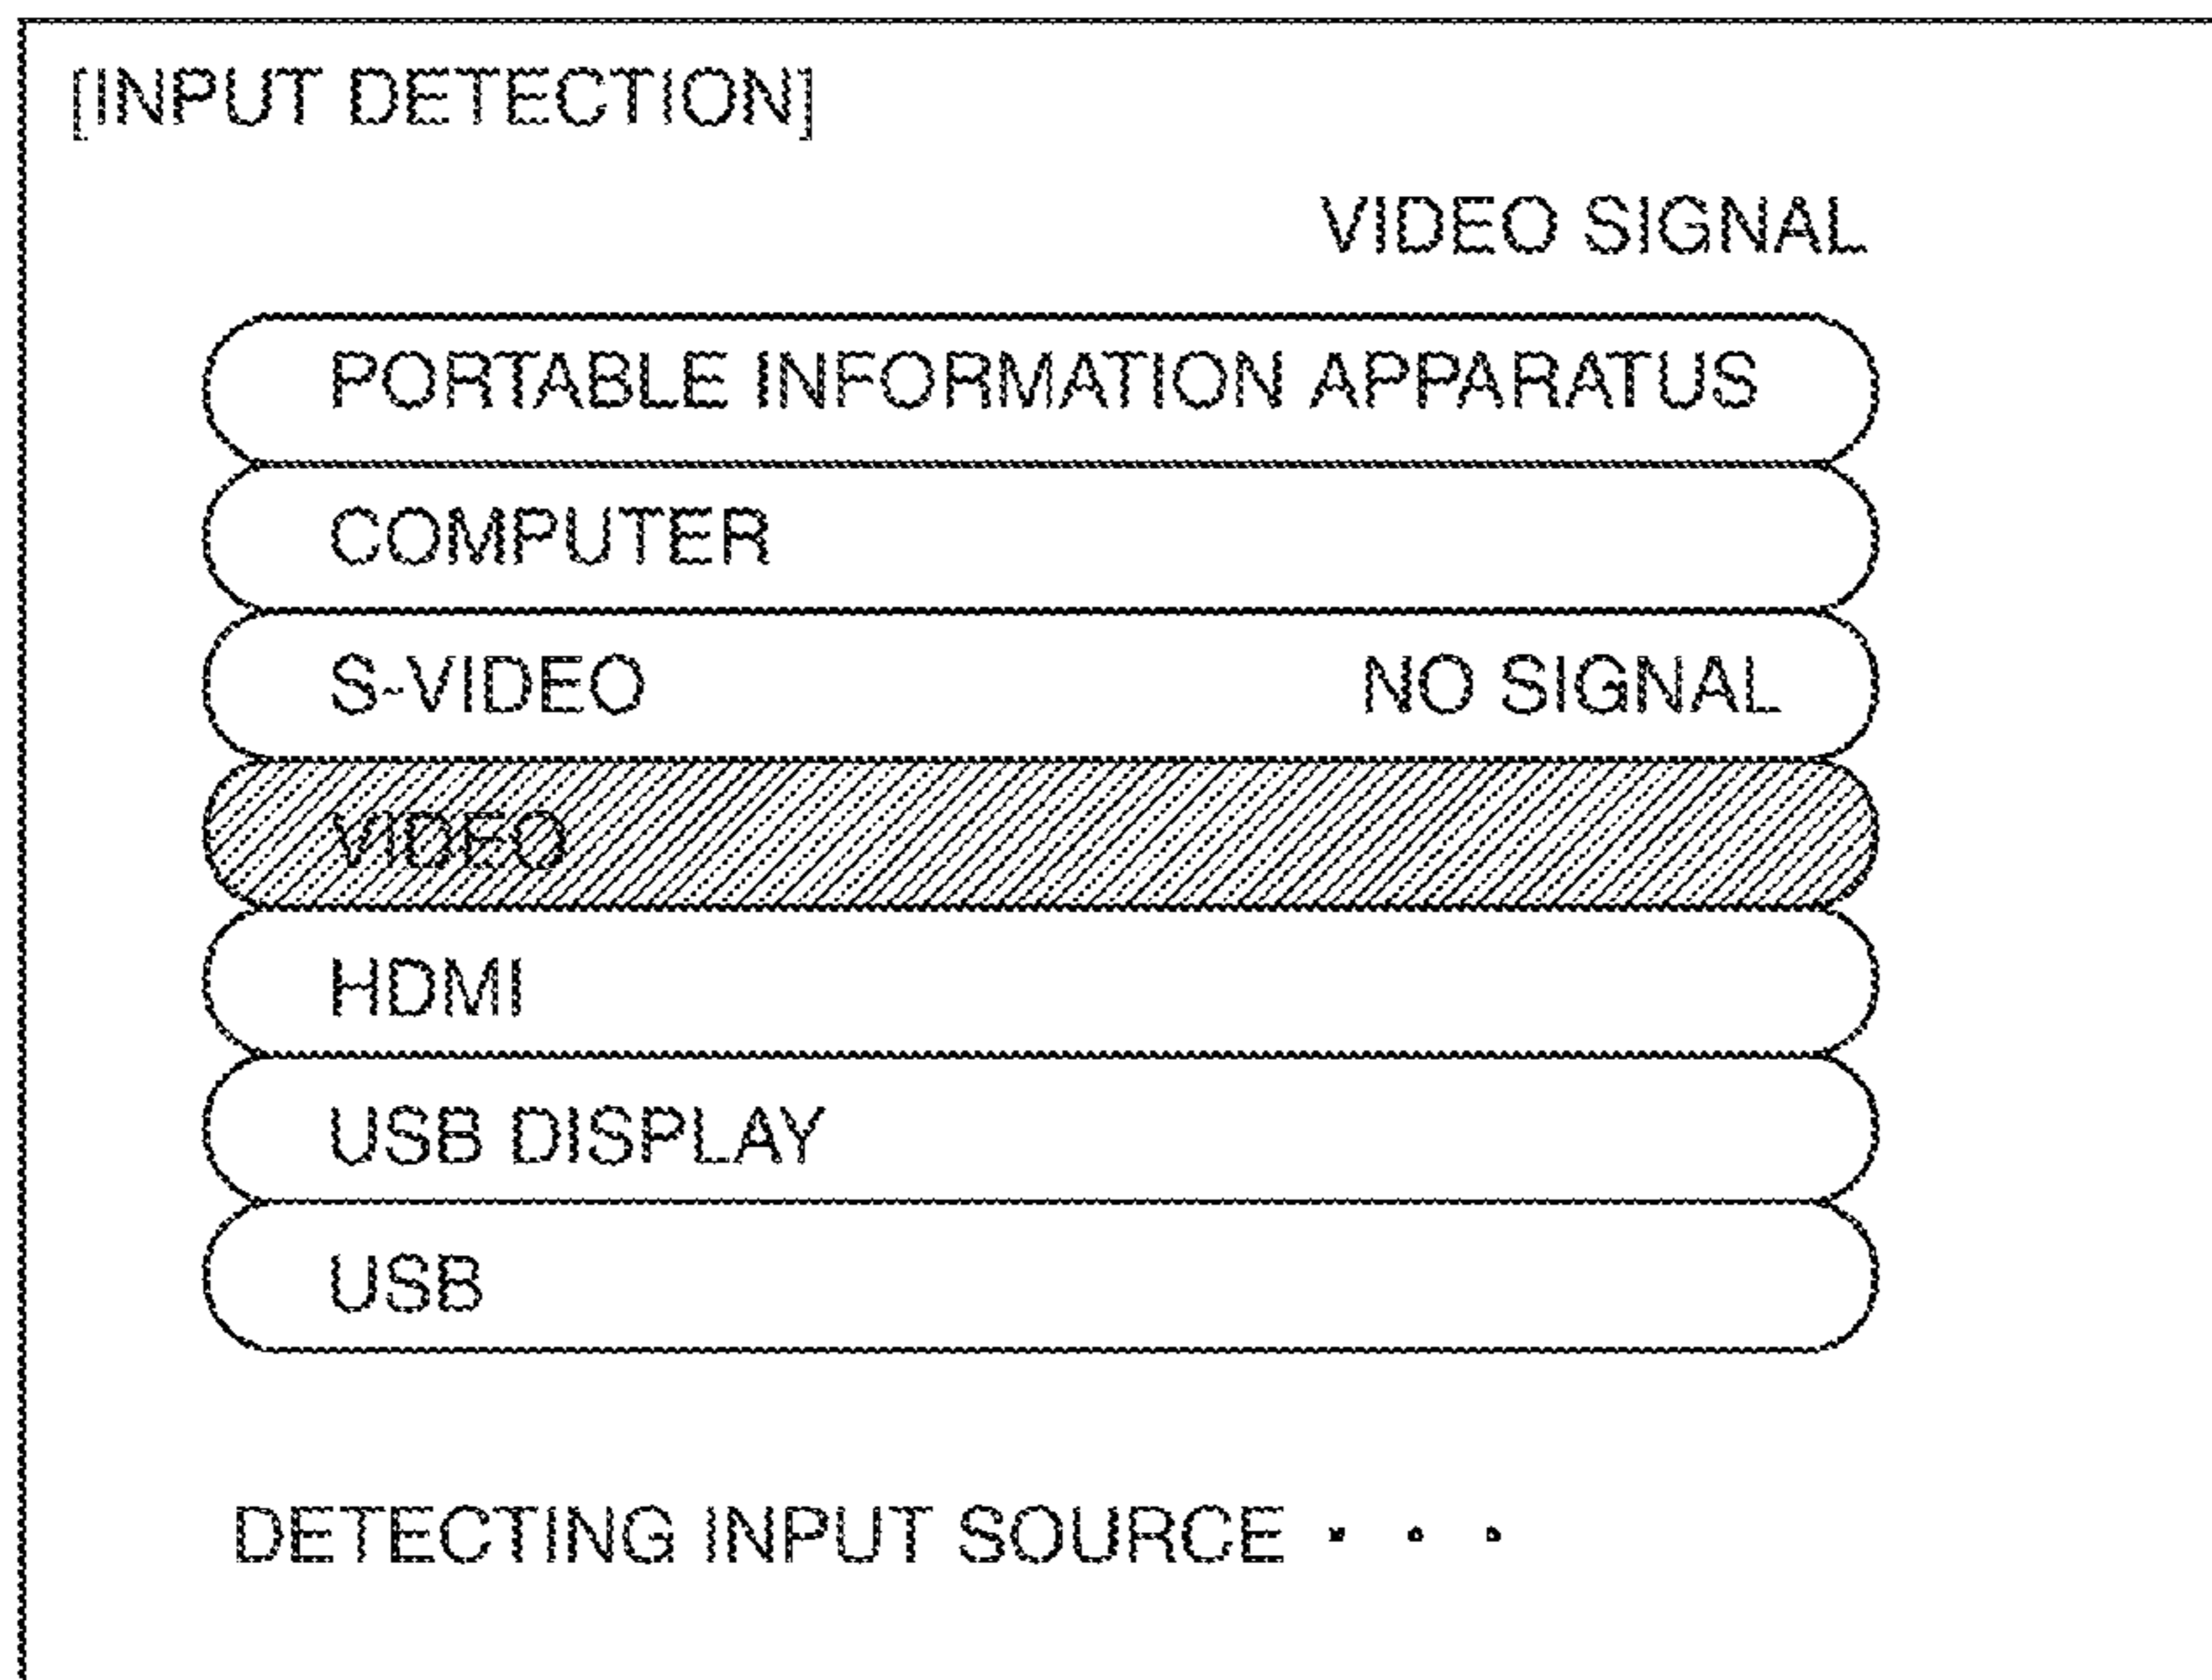 [INPUT DETECTION]
VIDEO SIGNAL
PORTABLE INFORMATION APPARATUS
COMPUTER
S-VIDEO NO SIGNAL
VIDEO
HDMI
USB DISPLAY
USB
DETECTING INPUT SOURCE · · ·